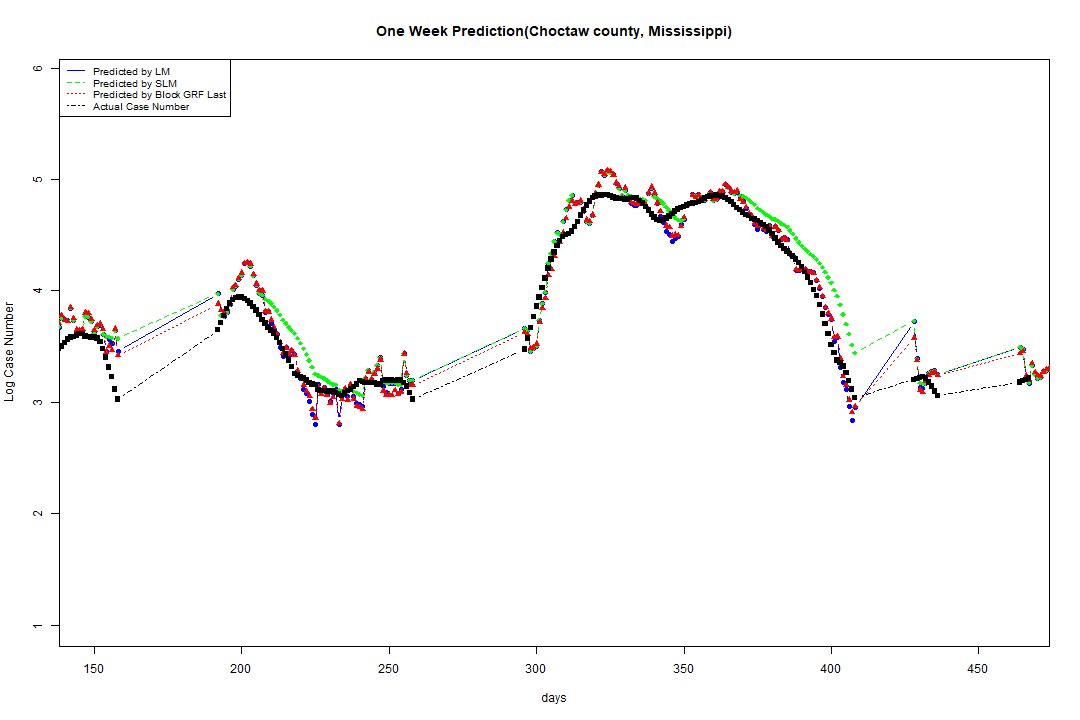 One Week Prediction(Choctaw county, Mississippi)
Predicted by LM
Predicted by SLM
Predicted by Block GRF Last
Actual Case Number
6
5
4
3
2
1
Log Case Number
150 200 250 300 350 400 450
days